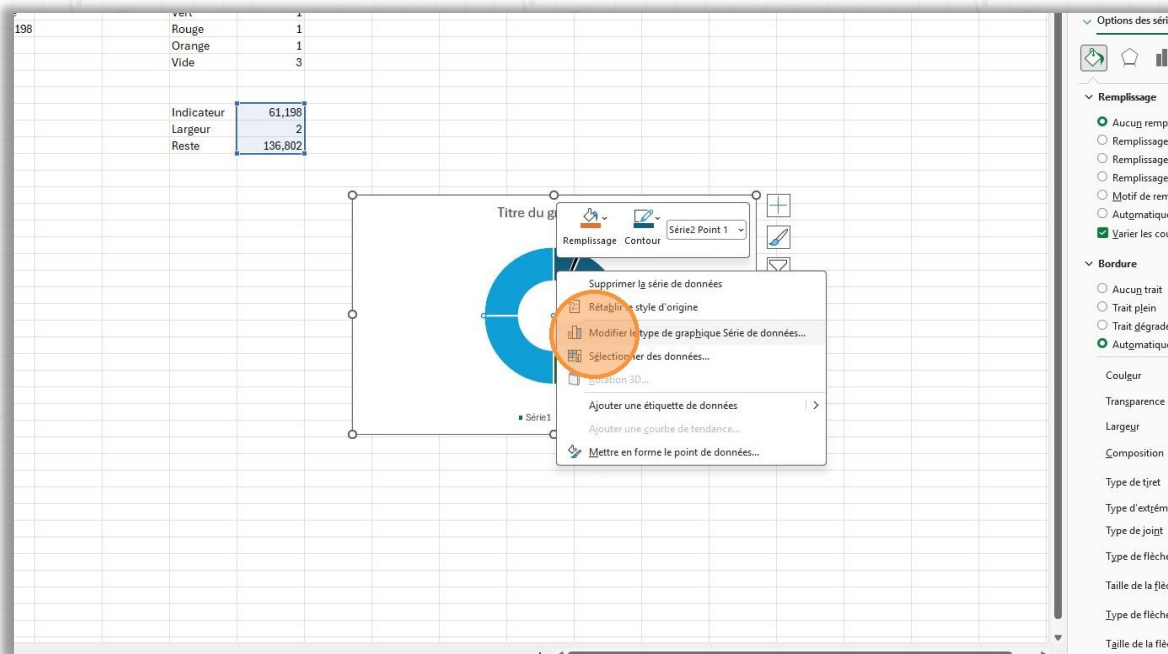 Vert 1
198 Rouge 1
Orange 1
Vide 3
Indicateur 61,198
Largeur 2
Reste 136,802
Titre du g
Remplissage Contour Série2 Point 1
Supprimer la série de données
Rétablir le style d'origine
Modifier le type de graphique Série de données...
Sélectionner des données...
Rotation 3D...
Ajouter une étiquette de données
Ajouter une courbe de tendance...
Mettre en forme le point de données...
Série1
Options des séri
Remplissage
Aucun remp
Remplissage
Remplissage
Remplissage
Motif de rem
Automatique
Varier les cou
Bordure
Aucun trait
Trait plein
Trait dégradé
Automatique
Couleur
Transparence
Largeur
Composition
Type de tiret
Type d'extrém
Type de joint
Type de flèche
Taille de la flèc
Type de flèche
Taille de la flèc